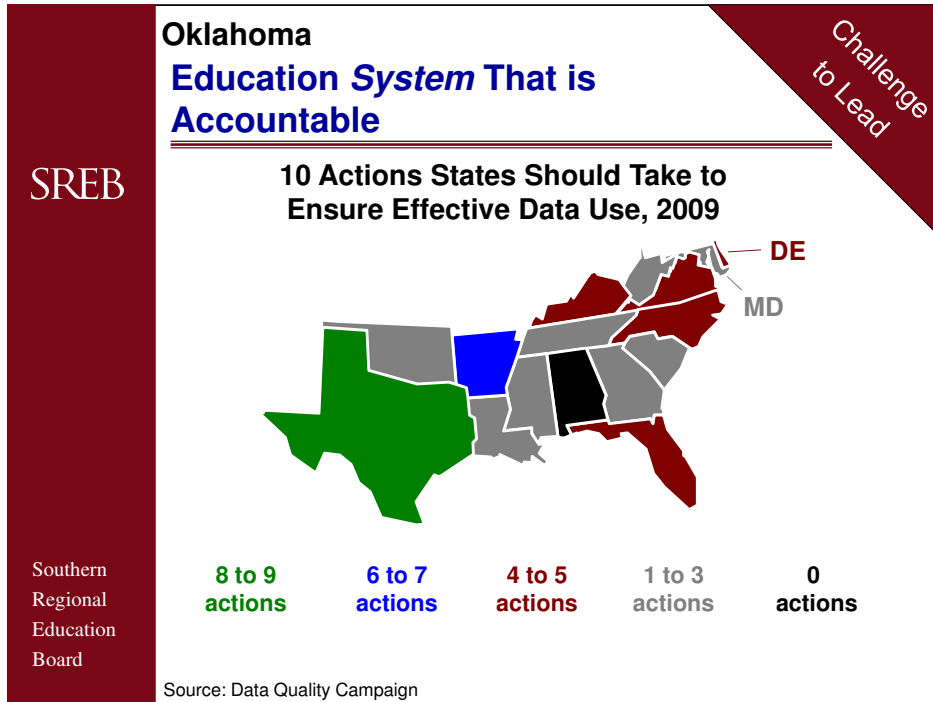 Oklahoma
Education System That is
Accountable
Challenge
to Lead
SREB
10 Actions States Should Take to
Ensure Effective Data Use, 2009
DE
MD
Southern
Regional
Education
Board
8 to 9
actions
6 to 7
actions
4 to 5
actions
1 to 3
actions
0
actions
Source: Data Quality Campaign